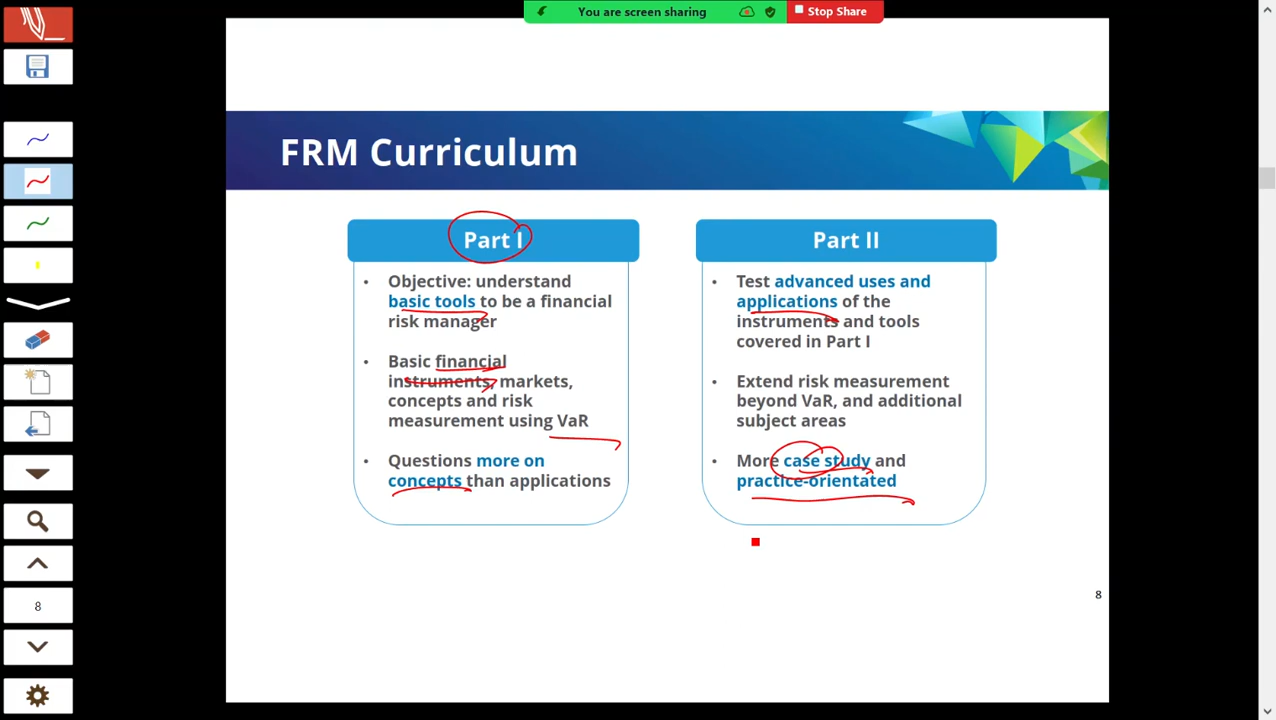 You are screen sharing
Stop Share
FRM Curriculum
Part I
• Objective: understand
basic tools to be a financial
risk manager
• Basic financial
instruments, markets,
concepts and risk
measurement using VaR
• Questions more on
concepts than applications
Part II
• Test advanced uses and
applications of the
instruments and tools
covered in Part I
• Extend risk measurement
beyond VaR, and additional
subject areas
• More case study and
practice-orientated
8
8